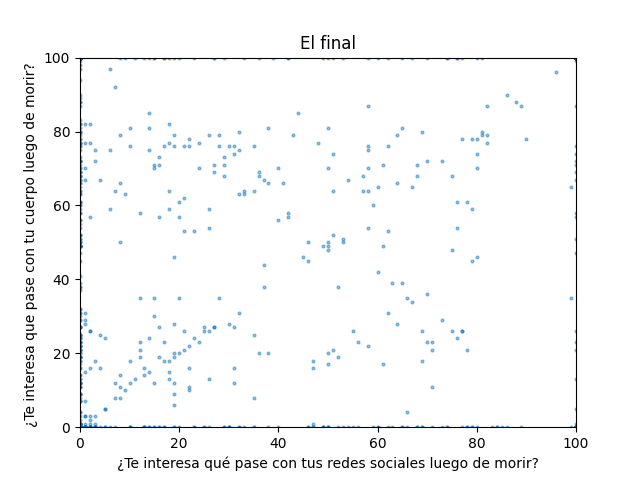 El final
¿Te interesa que pase con tu cuerpo luego de morir?
100
80
60
40
20
0
0 20 40 60 80 100
¿Te interesa qué pase con tus redes sociales luego de morir?